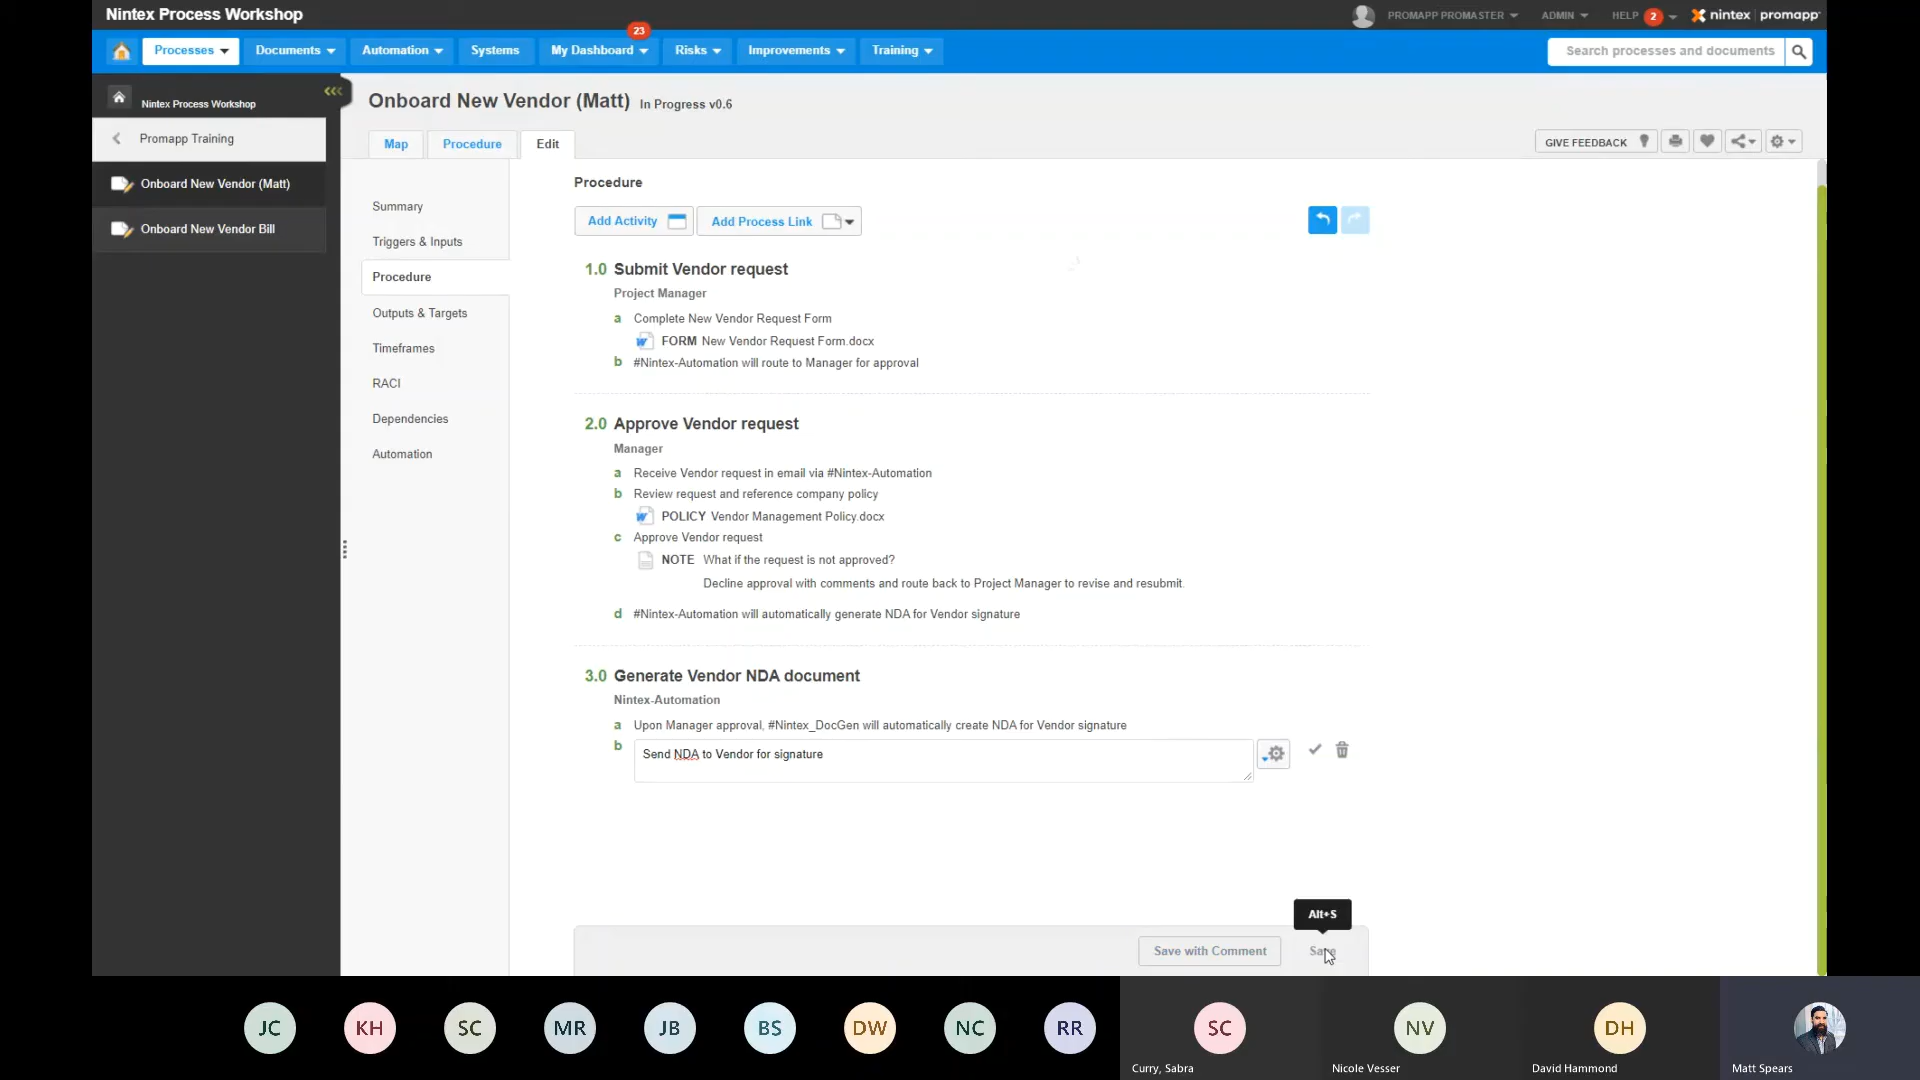 Nintex Process Workshop
PROMAPP PROMASTER
ADMIN
HELP 2
nintex promapp
Processes
Documents
Automation
Systems
My Dashboard 23
Risks
Improvements
Training
Search processes and documents
Nintex Process Workshop
Promapp Training
Onboard New Vendor (Matt)
Onboard New Vendor Bill
Onboard New Vendor (Matt) In Progress v0.6
Map
Procedure
Edit
GIVE FEEDBACK
Summary
Triggers & Inputs
Procedure
Outputs & Targets
Timeframes
RACI
Dependencies
Automation
Procedure
Add Activity
Add Process Link
1.0 Submit Vendor request
Project Manager
a Complete New Vendor Request Form
FORM New Vendor Request Form.docx
b #Nintex-Automation will route to Manager for approval
2.0 Approve Vendor request
Manager
a Receive Vendor request in email via #Nintex-Automation
b Review request and reference company policy
POLICY Vendor Management Policy.docx
c Approve Vendor request
NOTE What if the request is not approved?
Decline approval with comments and route back to Project Manager to revise and resubmit.
d #Nintex-Automation will automatically generate NDA for Vendor signature
3.0 Generate Vendor NDA document
Nintex-Automation
a Upon Manager approval, #Nintex_DocGen will automatically create NDA for Vendor signature
b Send NDA to Vendor for signature
Alt+S
Save with Comment
Save
JC
KH
SC
MR
JB
BS
DW
NC
RR
SC
NV
DH
Curry, Sabra
Nicole Vesser
David Hammond
Matt Spears